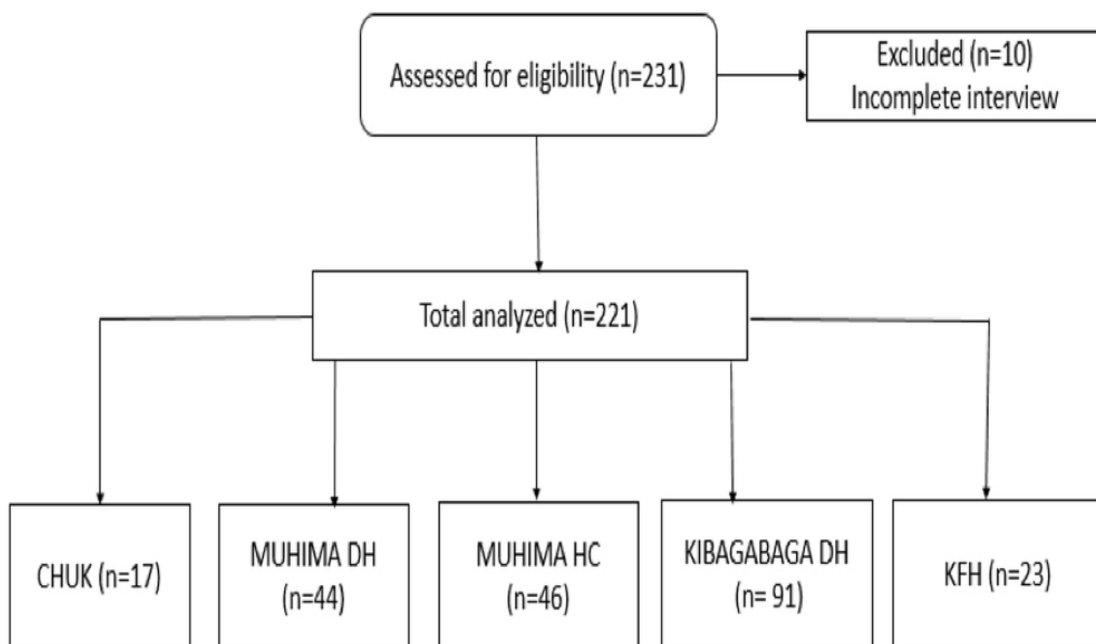 Assessed for eligibility (n=231)
Excluded (n=10)
Incomplete interview
Total analyzed (n=221)
CHUK (n=17)
MUHIMA DH
(n=44)
MUHIMA HC
(n=46)
KIBAGABAGA DH
(n= 91)
KFH (n=23)